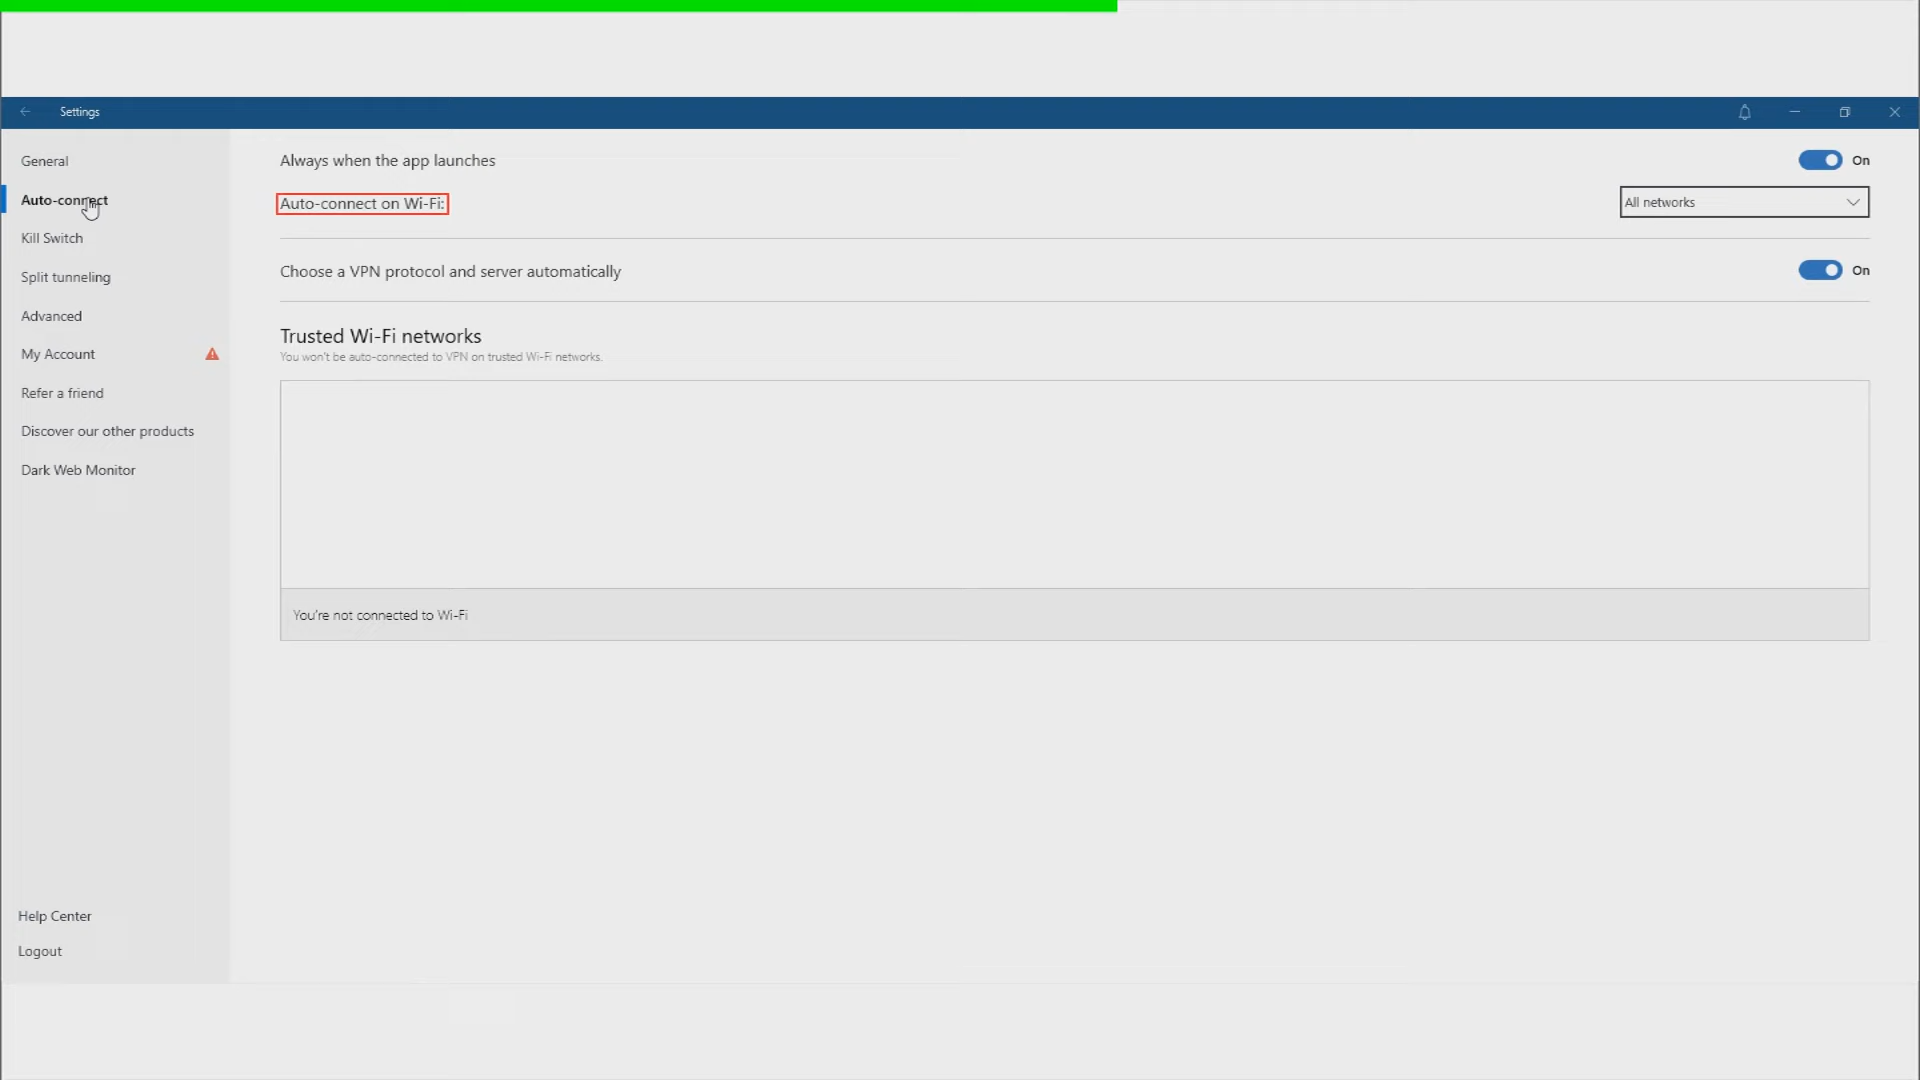 Settings
General
Auto-connect
Kill Switch
Split tunneling
Advanced
My Account
Refer a friend
Discover our other products
Dark Web Monitor
Help Center
Logout
Always when the app launches
On
Auto-connect on Wi-Fi:
All networks
Choose a VPN protocol and server automatically
On
Trusted Wi-Fi networks
You won't be auto-connected to VPN on trusted Wi-Fi networks.
You're not connected to Wi-Fi